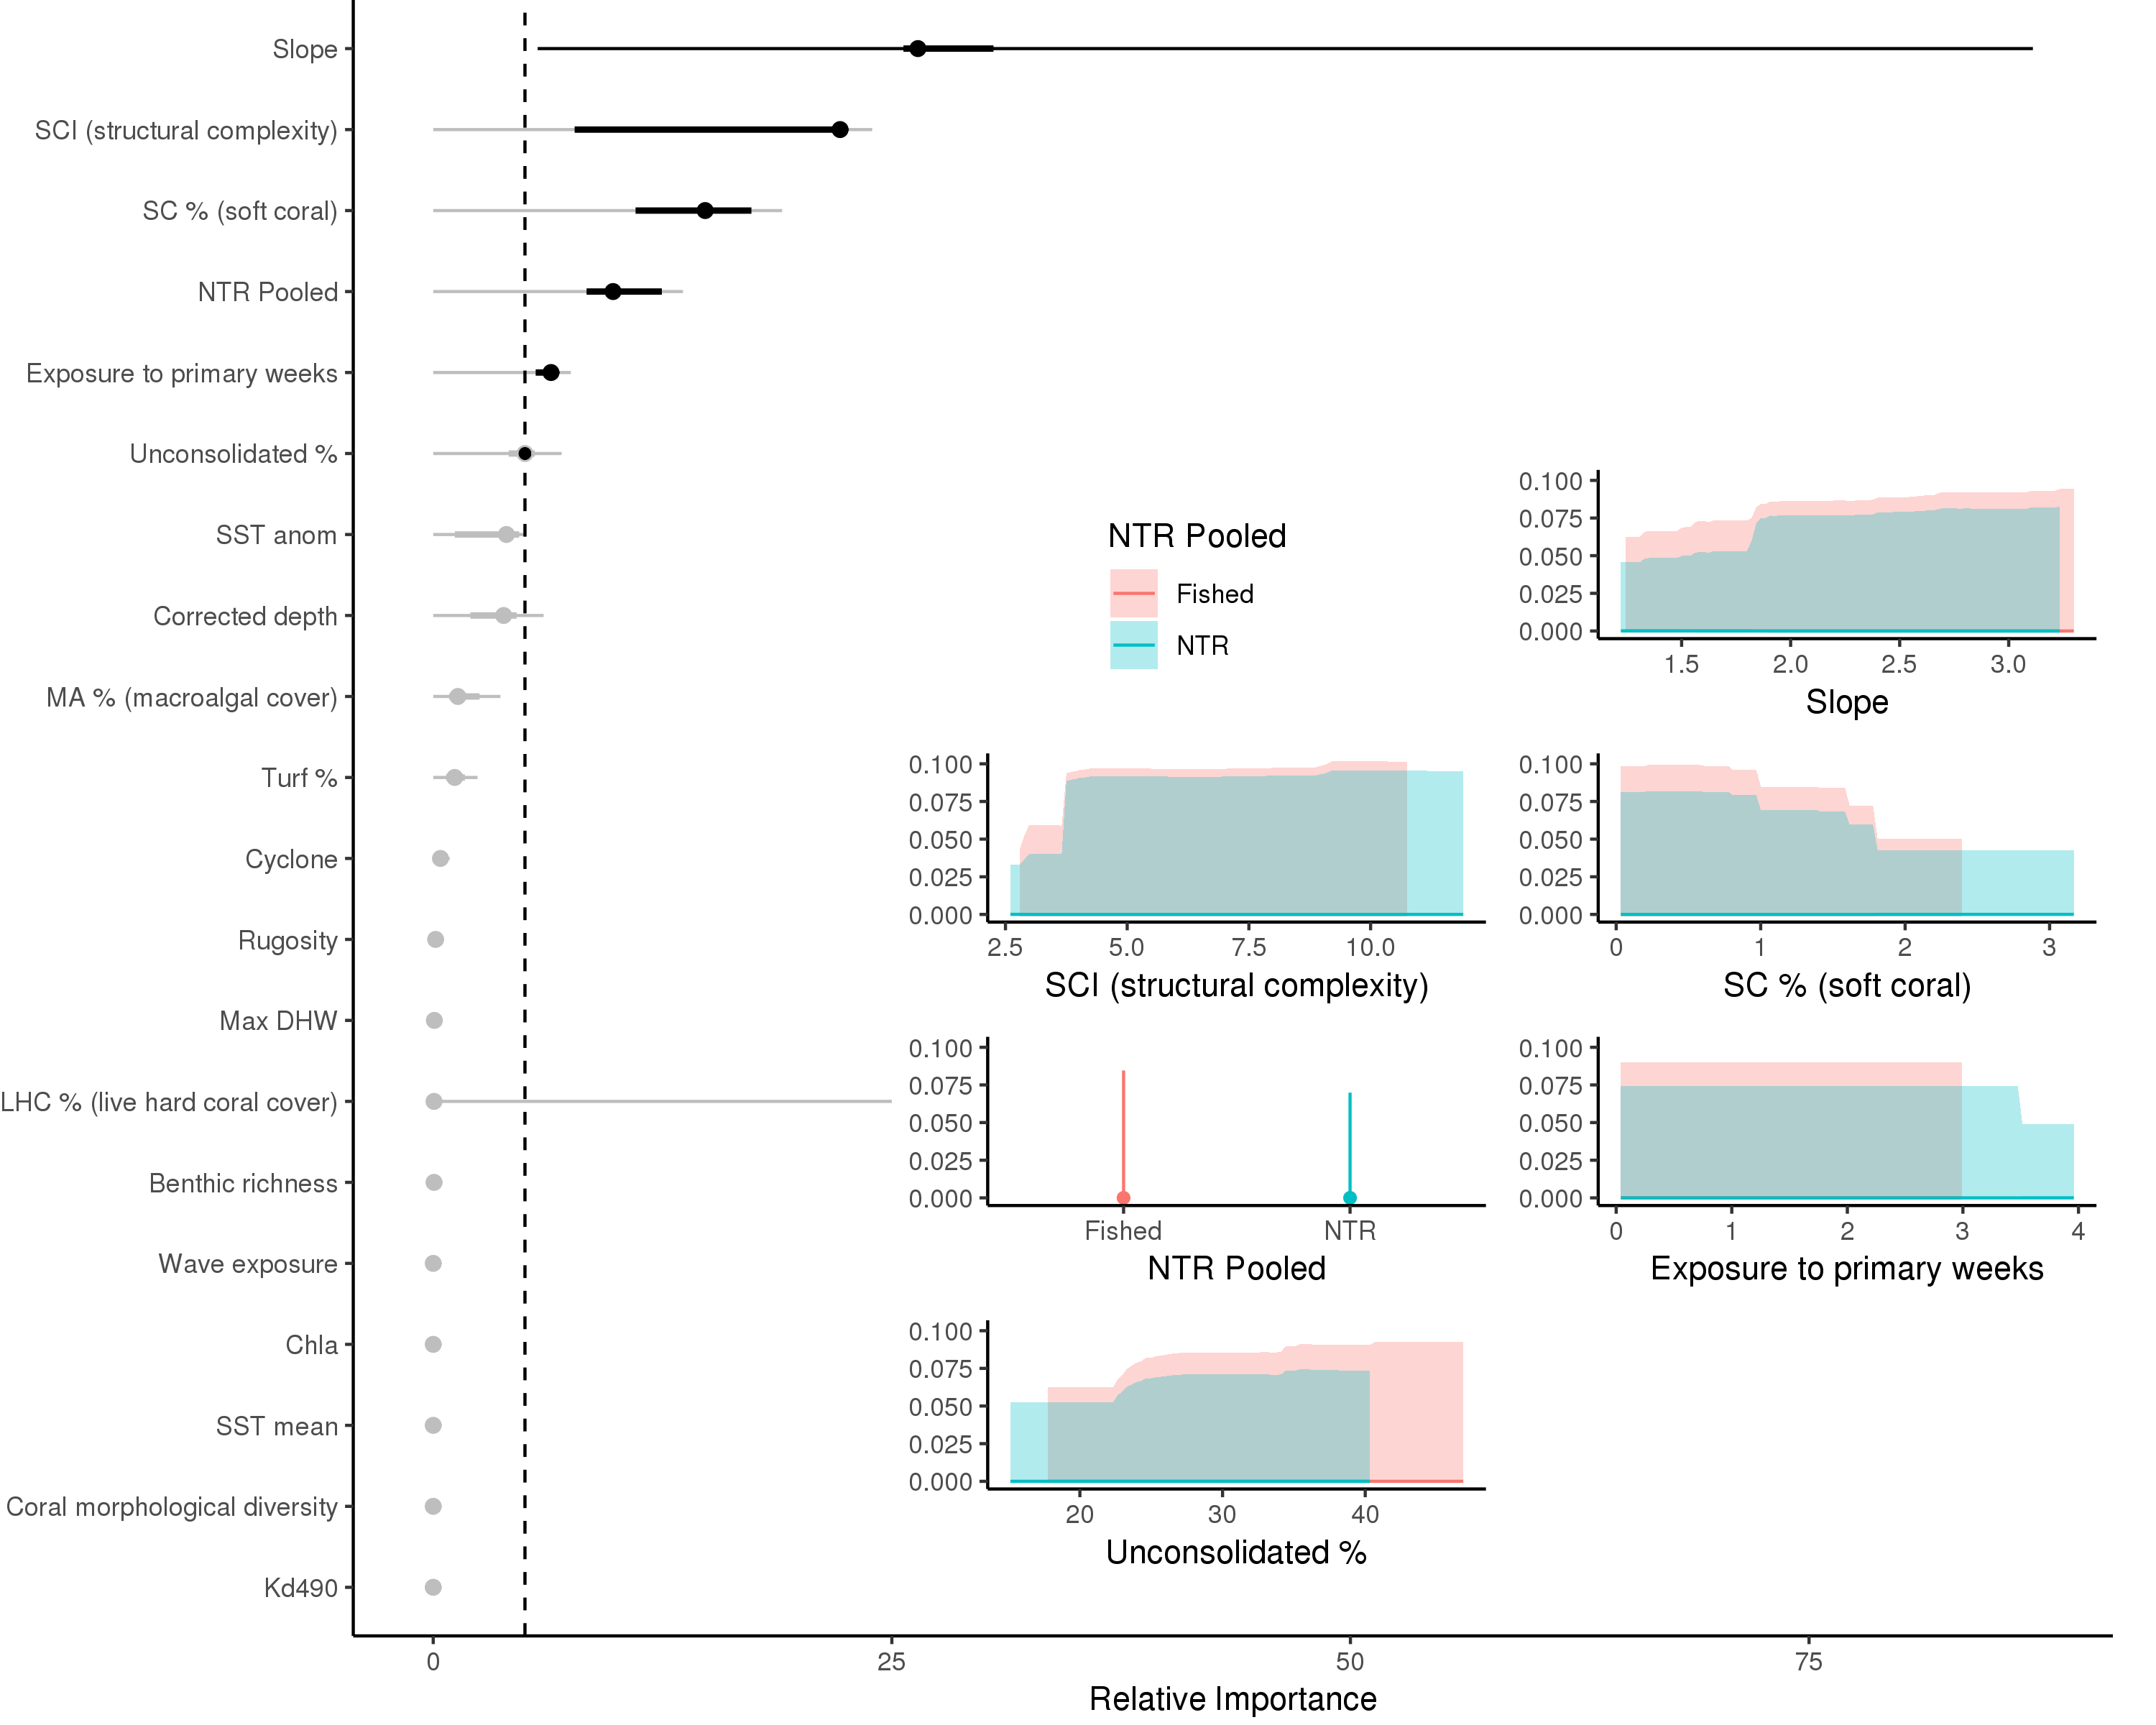 Slope
SCI (structural complexity)
SC % (soft coral)
NTR Pooled
Exposure to primary weeks
Unconsolidated %
SST anom
Corrected depth
MA % (macroalgal cover)
Turf %
Cyclone
Rugosity
Max DHW
LHC % (live hard coral cover)
Benthic richness
Wave exposure
Chla
SST mean
Coral morphological diversity
Kd490
0 25 50 75
Relative Importance
NTR Pooled
Fished
NTR
0.100
0.075
0.050
0.025
0.000
1.5 2.0 2.5 3.0
Slope
0.100
0.075
0.050
0.025
0.000
2.5 5.0 7.5 10.0
SCI (structural complexity)
0.100
0.075
0.050
0.025
0.000
0 1 2 3
SC % (soft coral)
0.100
0.075
0.050
0.025
0.000
Fished NTR
NTR Pooled
0.100
0.075
0.050
0.025
0.000
0 1 2 3 4
Exposure to primary weeks
0.100
0.075
0.050
0.025
0.000
20 30 40
Unconsolidated %